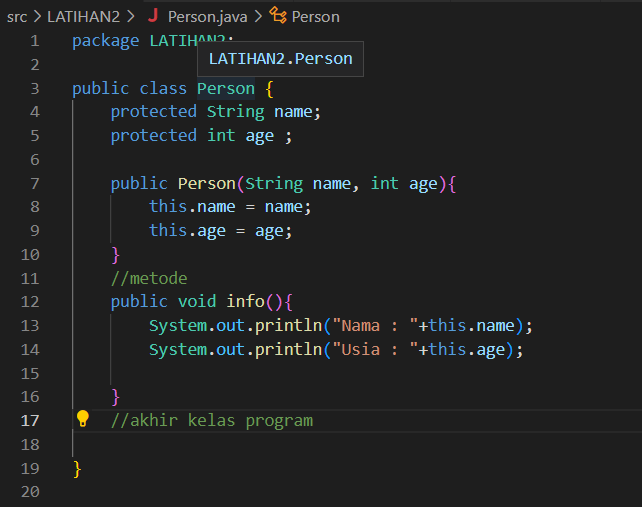 src > LATIHAN2 > J Person.java > Person
1 package LATIHAN2;
LATIHAN2.Person
2
3 public class Person {
4 protected String name;
5 protected int age ;
6
7 public Person(String name, int age){
8 this.name = name;
9 this.age = age;
10 }
11 //metode
12 public void info(){
13 System.out.println("Nama : "+this.name);
14 System.out.println("Usia : "+this.age);
15
16 }
17 //akhir kelas program
18
19 }
20